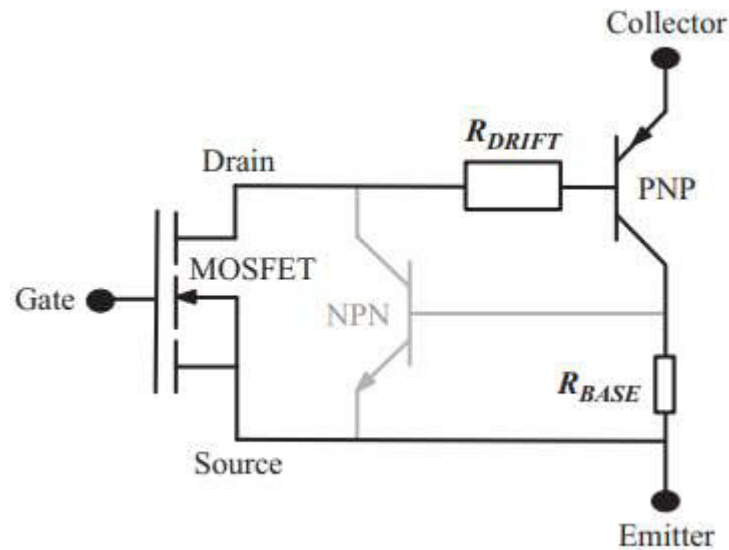 Collector
R_DRIFT
Drain
PNP
MOSFET
Gate
NPN
R_BASE
Source
Emitter